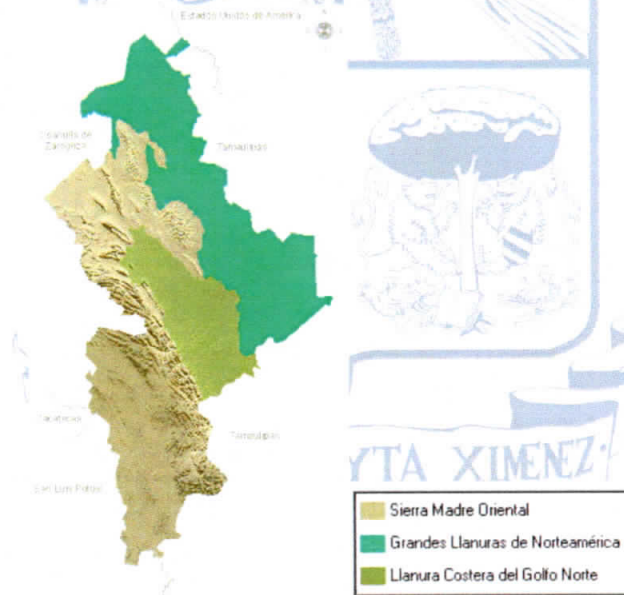 Estados Unidos de América
Coahuila de
Zaragoza
Tamaulipas
Zacatecas
Tamaulipas
San Luis Potosí
YTA XIMENEZ·
Sierra Madre Oriental
Grandes Llanuras de Norteamérica
Llanura Costera del Golfo Norte